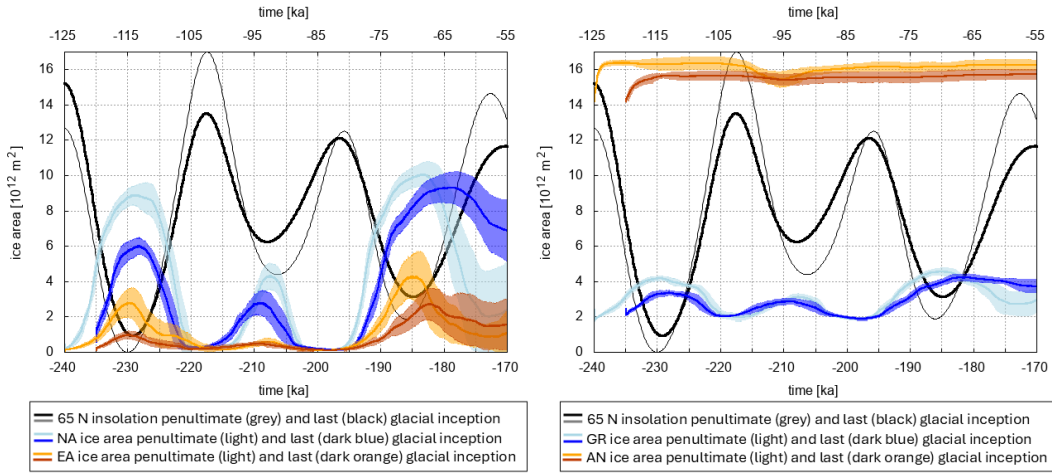 time [ka]
-125 -115 -105 -95 -85 -75 -65 -55
16
14
12
10
8
6
4
2
0
ice area [10¹² m²]
-240 -230 -220 -210 -200 -190 -180 -170
time [ka]
65 N insolation penultimate (grey) and last (black) glacial inception
NA ice area penultimate (light) and last (dark blue) glacial inception
EA ice area penultimate (light) and last (dark orange) glacial inception
time [ka]
-125 -115 -102 -92 -85 -75 -65 -55
16
14
12
10
8
6
4
2
0
ice area [10¹² m²]
-240 -230 -220 -210 -200 -190 -180 -170
time [ka]
65 N insolation penultimate (grey) and last (black) glacial inception
GR ice area penultimate (light) and last (dark blue) glacial inception
AN ice area penultimate (light) and last (dark orange) glacial inception